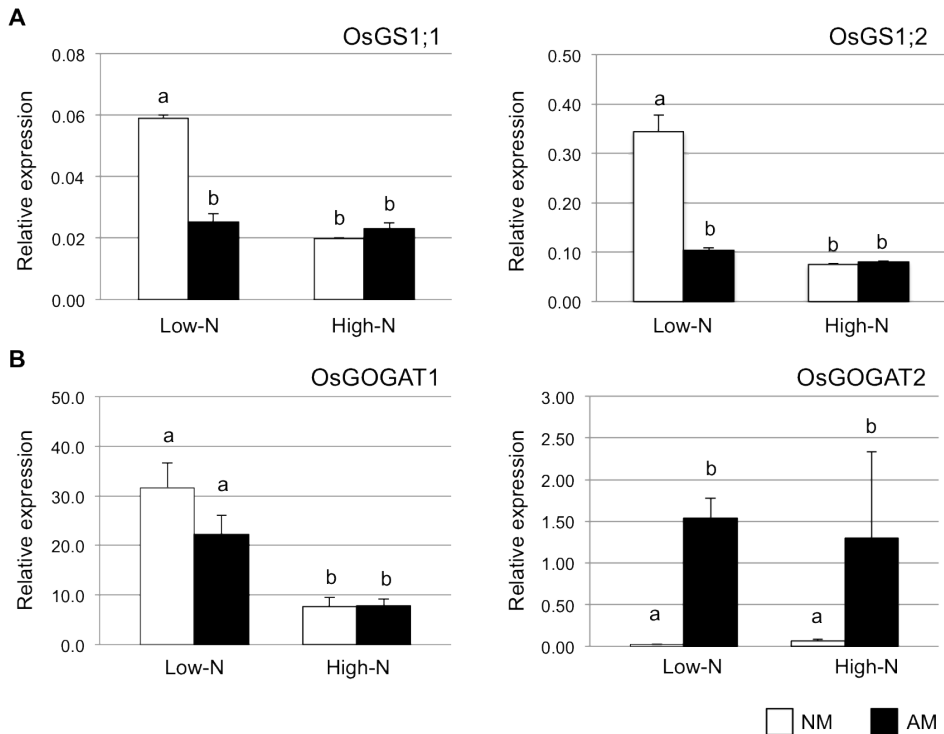 A
OsGS1;1
Relative expression
0.08
0.06
0.04
0.02
0.00
a
b
b
b
Low-N
High-N
OsGS1;2
Relative expression
0.50
0.40
0.30
0.20
0.10
0.00
a
b
b
b
Low-N
High-N
B
OsGOGAT1
Relative expression
50.0
40.0
30.0
20.0
10.0
0.0
a
a
b
b
Low-N
High-N
OsGOGAT2
Relative expression
3.00
2.50
2.00
1.50
1.00
0.50
0.00
a
b
a
b
Low-N
High-N
NM
AM